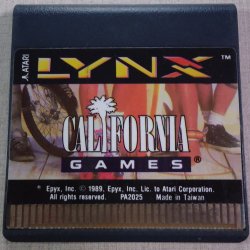 ATARI
LYNX™
CALIFORNIA
GAMES®
Epyx, Inc. © 1989, Epyx, Inc. Lic. to Atari Corporation.
All rights reserved. PA2025 Made in Taiwan